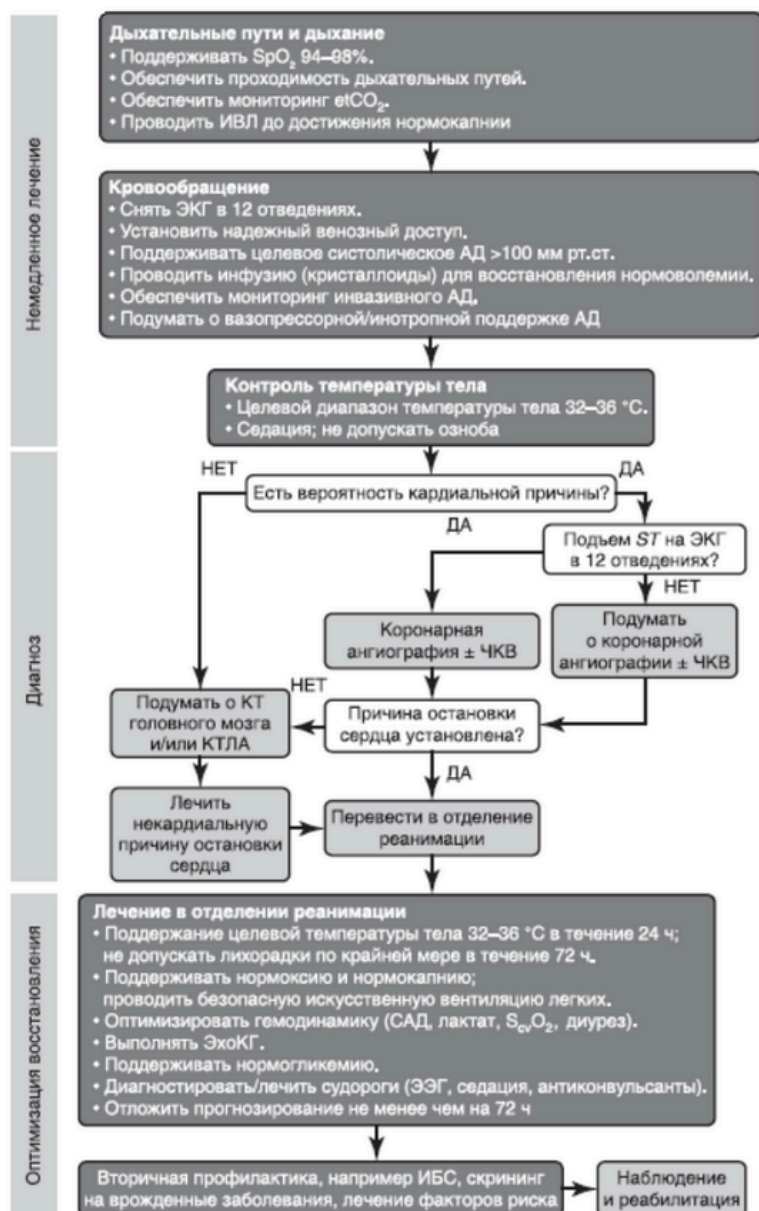 Немедленное лечение
Дыхательные пути и дыхание
• Поддерживать SpO₂ 94–98%.
• Обеспечить проходимость дыхательных путей.
• Обеспечить мониторинг etCO₂.
• Проводить ИВЛ до достижения нормокапнии
Кровообращение
• Снять ЭКГ в 12 отведениях.
• Установить надежный венозный доступ.
• Поддерживать целевое систолическое АД >100 мм рт.ст.
• Проводить инфузию (кристаллоиды) для восстановления нормоволемии.
• Обеспечить мониторинг инвазивного АД.
• Подумать о вазопрессорной/инотропной поддержке АД
Контроль температуры тела
• Целевой диапазон температуры тела 32–36 °С.
• Седация; не допускать озноба
Диагноз
НЕТ
ДА
Есть вероятность кардиальной причины?
ДА
Подъем ST на ЭКГ
в 12 отведениях?
НЕТ
Коронарная
ангиография ± ЧКВ
Подумать
о коронарной
ангиографии ± ЧКВ
НЕТ
Подумать о КТ
головного мозга
и/или КТЛА
Причина остановки
сердца установлена?
ДА
Лечить
некардиальную
причину остановки
сердца
Перевести в отделение
реанимации
Оптимизация восстановления
Лечение в отделении реанимации
• Поддержание целевой температуры тела 32–36 °С в течение 24 ч;
не допускать лихорадки по крайней мере в течение 72 ч.
• Поддерживать нормоксию и нормокапнию;
проводить безопасную искусственную вентиляцию легких.
• Оптимизировать гемодинамику (САД, лактат, ScvO₂, диурез).
• Выполнять ЭхоКГ.
• Поддерживать нормогликемию.
• Диагностировать/лечить судороги (ЭЭГ, седация, антиконвульсанты).
• Отложить прогнозирование не менее чем на 72 ч
Вторичная профилактика, например ИБС, скрининг
на врожденные заболевания, лечение факторов риска
Наблюдение
и реабилитация